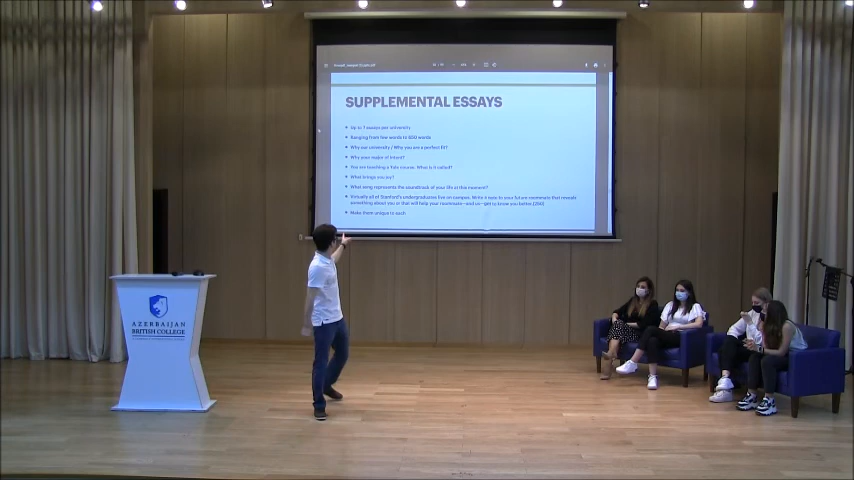 SUPPLEMENTAL ESSAYS
Up to 7 essays per university
Ranging from few words to 650 words
Why our university / Why you are a perfect fit?
Why your major of intent?
You are teaching a Yale course. What is it called?
What brings you joy?
What song represents the soundtrack of your life at this moment?
Virtually all of Stanford's undergraduates live on campus. Write a note to your future roommate that reveals
something about you or that will help your roommate—and us—get to know you better.(250)
Make them unique to each
AZERBAIJAN
BRITISH COLLEGE